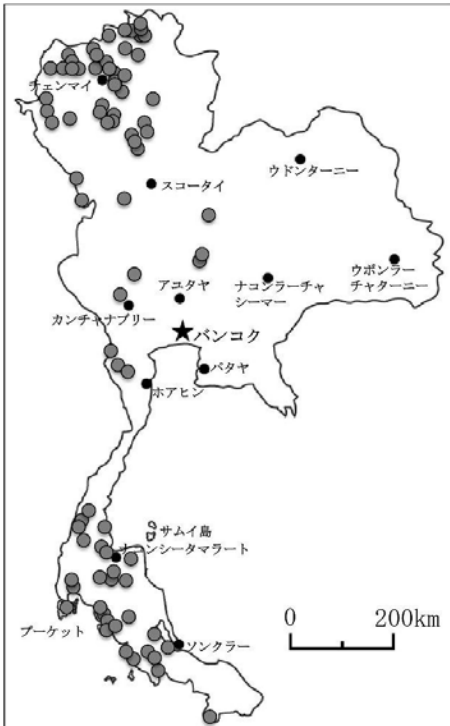 チェンマイ
スコータイ
ウドンターニー
アユタヤ
ナコンラーチャ
シーマー
ウボンラー
チャターニー
カンチャナブリー
バンコク
パタヤ
ホアヒン
サムイ島
ナコンシータマラート
プーケット
ソンクラー
0 200km